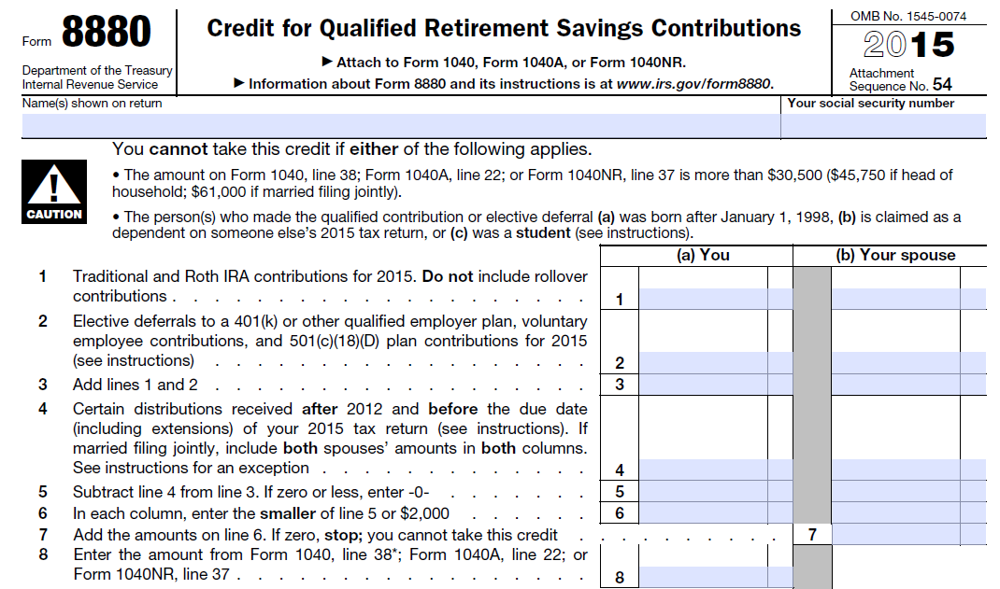 Form 8880
Department of the Treasury
Internal Revenue Service
Credit for Qualified Retirement Savings Contributions
▶ Attach to Form 1040, Form 1040A, or Form 1040NR.
▶ Information about Form 8880 and its instructions is at www.irs.gov/form8880.
OMB No. 1545-0074
2015
Attachment
Sequence No. 54
Name(s) shown on return
Your social security number
You cannot take this credit if either of the following applies.
CAUTION
• The amount on Form 1040, line 38; Form 1040A, line 22; or Form 1040NR, line 37 is more than $30,500 ($45,750 if head of
household; $61,000 if married filing jointly).
• The person(s) who made the qualified contribution or elective deferral (a) was born after January 1, 1998, (b) is claimed as a
dependent on someone else's 2015 tax return, or (c) was a student (see instructions).
(a) You (b) Your spouse
1 Traditional and Roth IRA contributions for 2015. Do not include rollover
contributions . . . . . . . . . . . . . . . . . . . . 1
2 Elective deferrals to a 401(k) or other qualified employer plan, voluntary
employee contributions, and 501(c)(18)(D) plan contributions for 2015
(see instructions) . . . . . . . . . . . . . . . . . . 2
3 Add lines 1 and 2 . . . . . . . . . . . . . . . . . . 3
4 Certain distributions received after 2012 and before the due date
(including extensions) of your 2015 tax return (see instructions). If
married filing jointly, include both spouses' amounts in both columns.
See instructions for an exception . . . . . . . . . . . . . 4
5 Subtract line 4 from line 3. If zero or less, enter -0- . . . . . . . 5
6 In each column, enter the smaller of line 5 or $2,000 . . . . . . 6
7 Add the amounts on line 6. If zero, stop; you cannot take this credit . . . . . . . . . . 7
8 Enter the amount from Form 1040, line 38*; Form 1040A, line 22; or
Form 1040NR, line 37 . . . . . . . . . . . . . . . . . 8